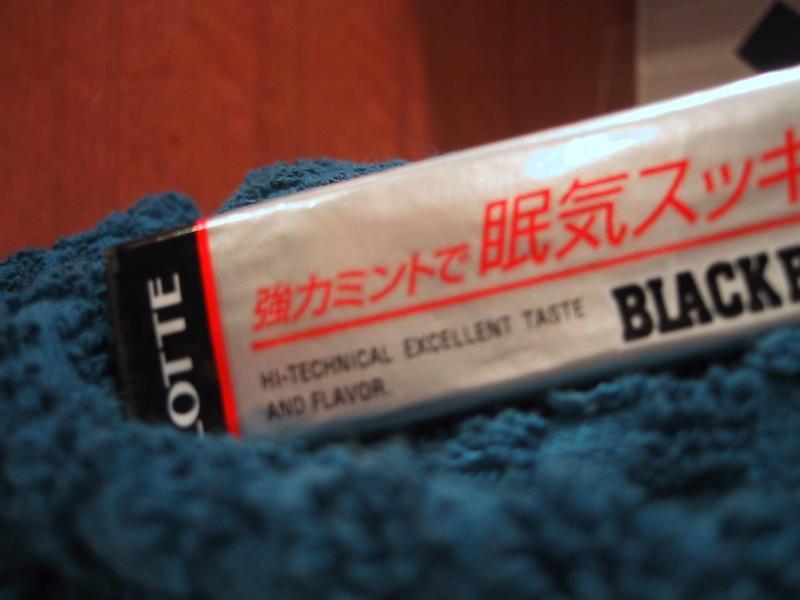 LOTTE
強力ミントで 眠気スッキ
HI-TECHNICAL EXCELLENT TASTE
AND FLAVOR.
BLACK